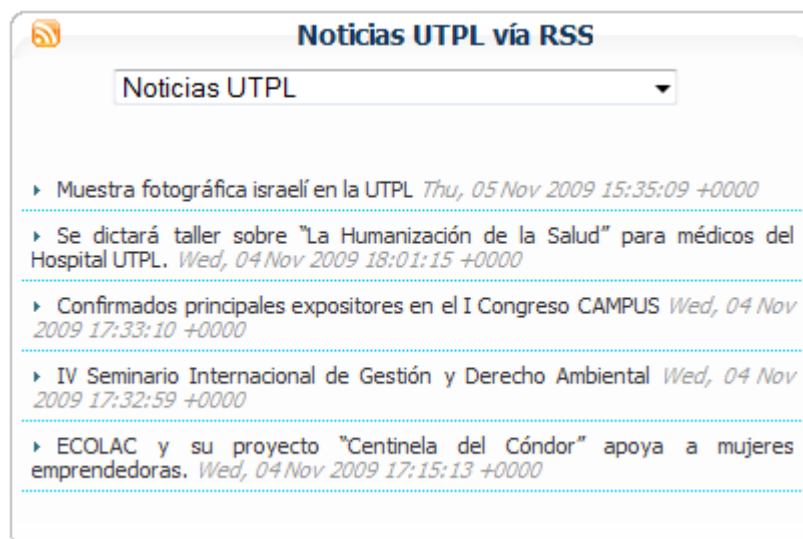 Noticias UTPL vía RSS
Noticias UTPL
Muestra fotográfica israelí en la UTPL Thu, 05 Nov 2009 15:35:09 +0000
Se dictará taller sobre “La Humanización de la Salud” para médicos del
Hospital UTPL. Wed, 04 Nov 2009 18:01:15 +0000
Confirmados principales expositores en el I Congreso CAMPUS Wed, 04 Nov
2009 17:33:10 +0000
IV Seminario Internacional de Gestión y Derecho Ambiental Wed, 04 Nov
2009 17:32:59 +0000
ECOLAC y su proyecto “Centinela del Cóndor” apoya a mujeres
emprendedoras. Wed, 04 Nov 2009 17:15:13 +0000